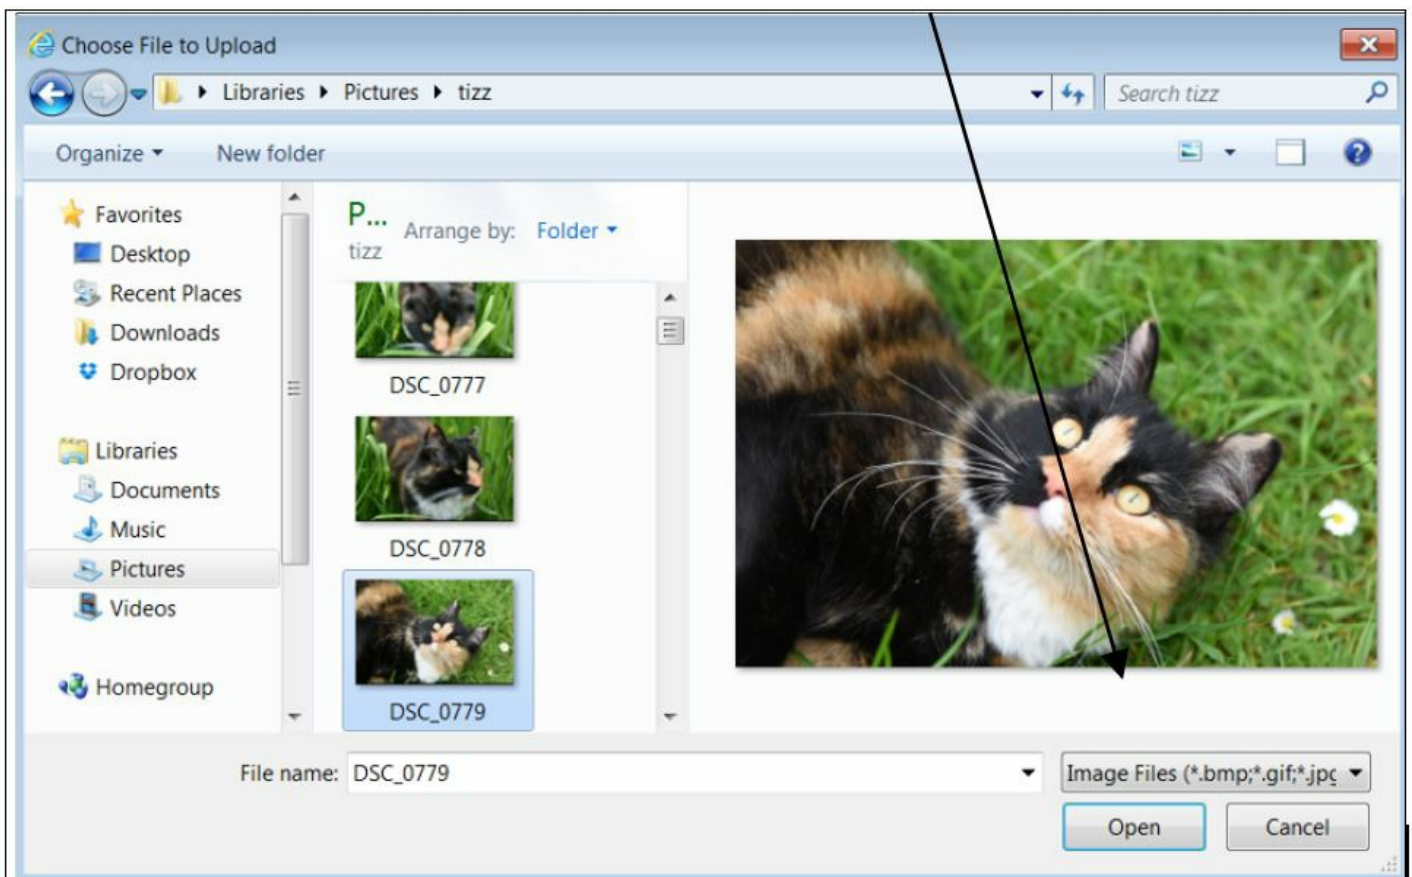 Choose File to Upload
Libraries Pictures tizz
Search tizz
Organize New folder
Favorites
Desktop
Recent Places
Downloads
Dropbox
Libraries
Documents
Music
Pictures
Videos
Homegroup
P...
tizz
Arrange by: Folder
DSC_0777
DSC_0778
DSC_0779
File name: DSC_0779
Image Files (*.bmp;*.gif;*.jpg
Open Cancel